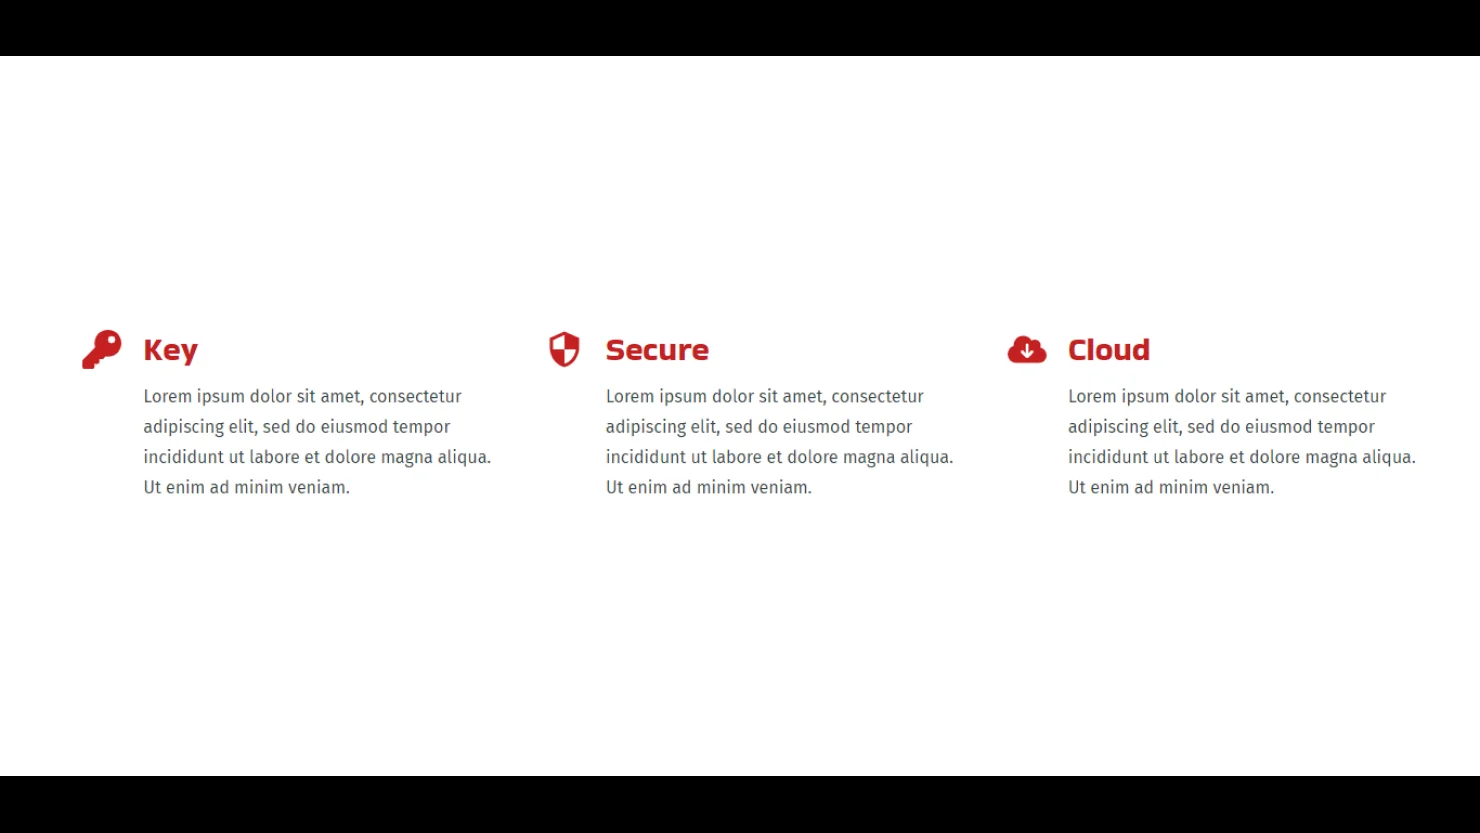 Key
Lorem ipsum dolor sit amet, consectetur
adipiscing elit, sed do eiusmod tempor
incididunt ut labore et dolore magna aliqua.
Ut enim ad minim veniam.
Secure
Lorem ipsum dolor sit amet, consectetur
adipiscing elit, sed do eiusmod tempor
incididunt ut labore et dolore magna aliqua.
Ut enim ad minim veniam.
Cloud
Lorem ipsum dolor sit amet, consectetur
adipiscing elit, sed do eiusmod tempor
incididunt ut labore et dolore magna aliqua.
Ut enim ad minim veniam.